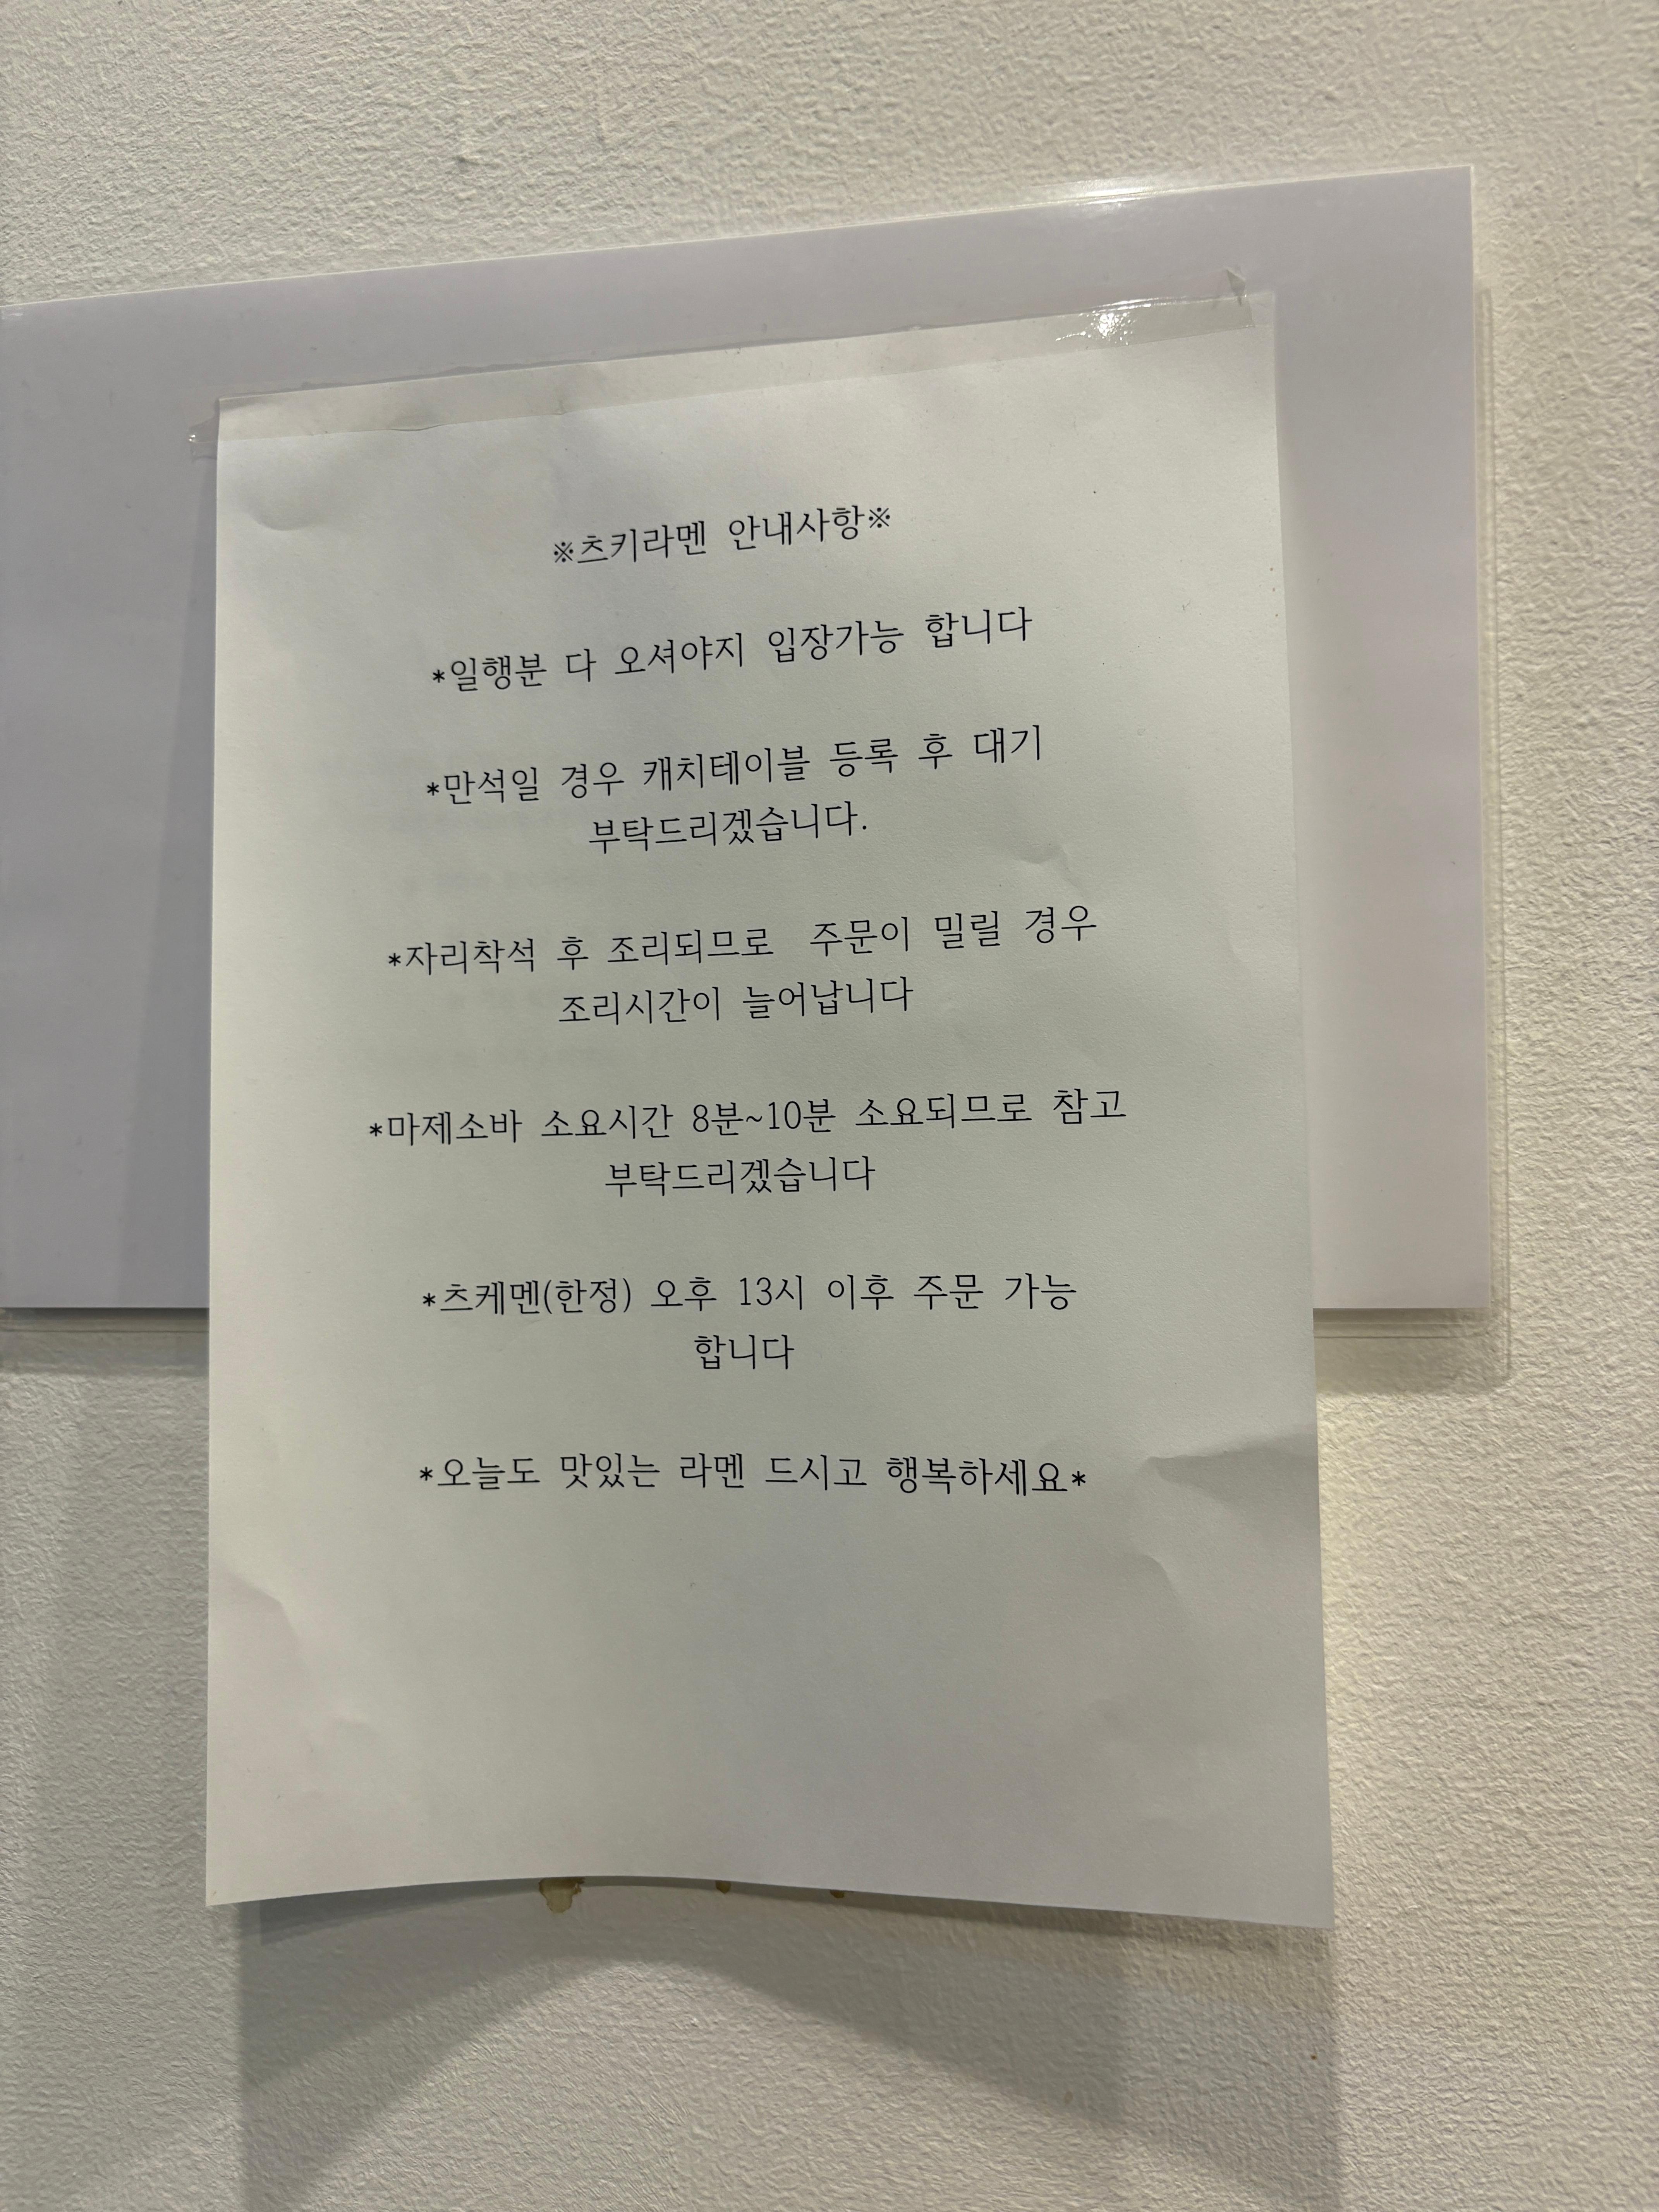 ※츠키라멘 안내사항※
*일행분 다 오셔야지 입장가능 합니다
*만석일 경우 캐치테이블 등록 후 대기
부탁드리겠습니다.
*자리착석 후 조리되므로 주문이 밀릴 경우
조리시간이 늘어납니다
*마제소바 소요시간 8분~10분 소요되므로 참고
부탁드리겠습니다
*츠케멘(한정) 오후 13시 이후 주문 가능
합니다
*오늘도 맛있는 라멘 드시고 행복하세요*